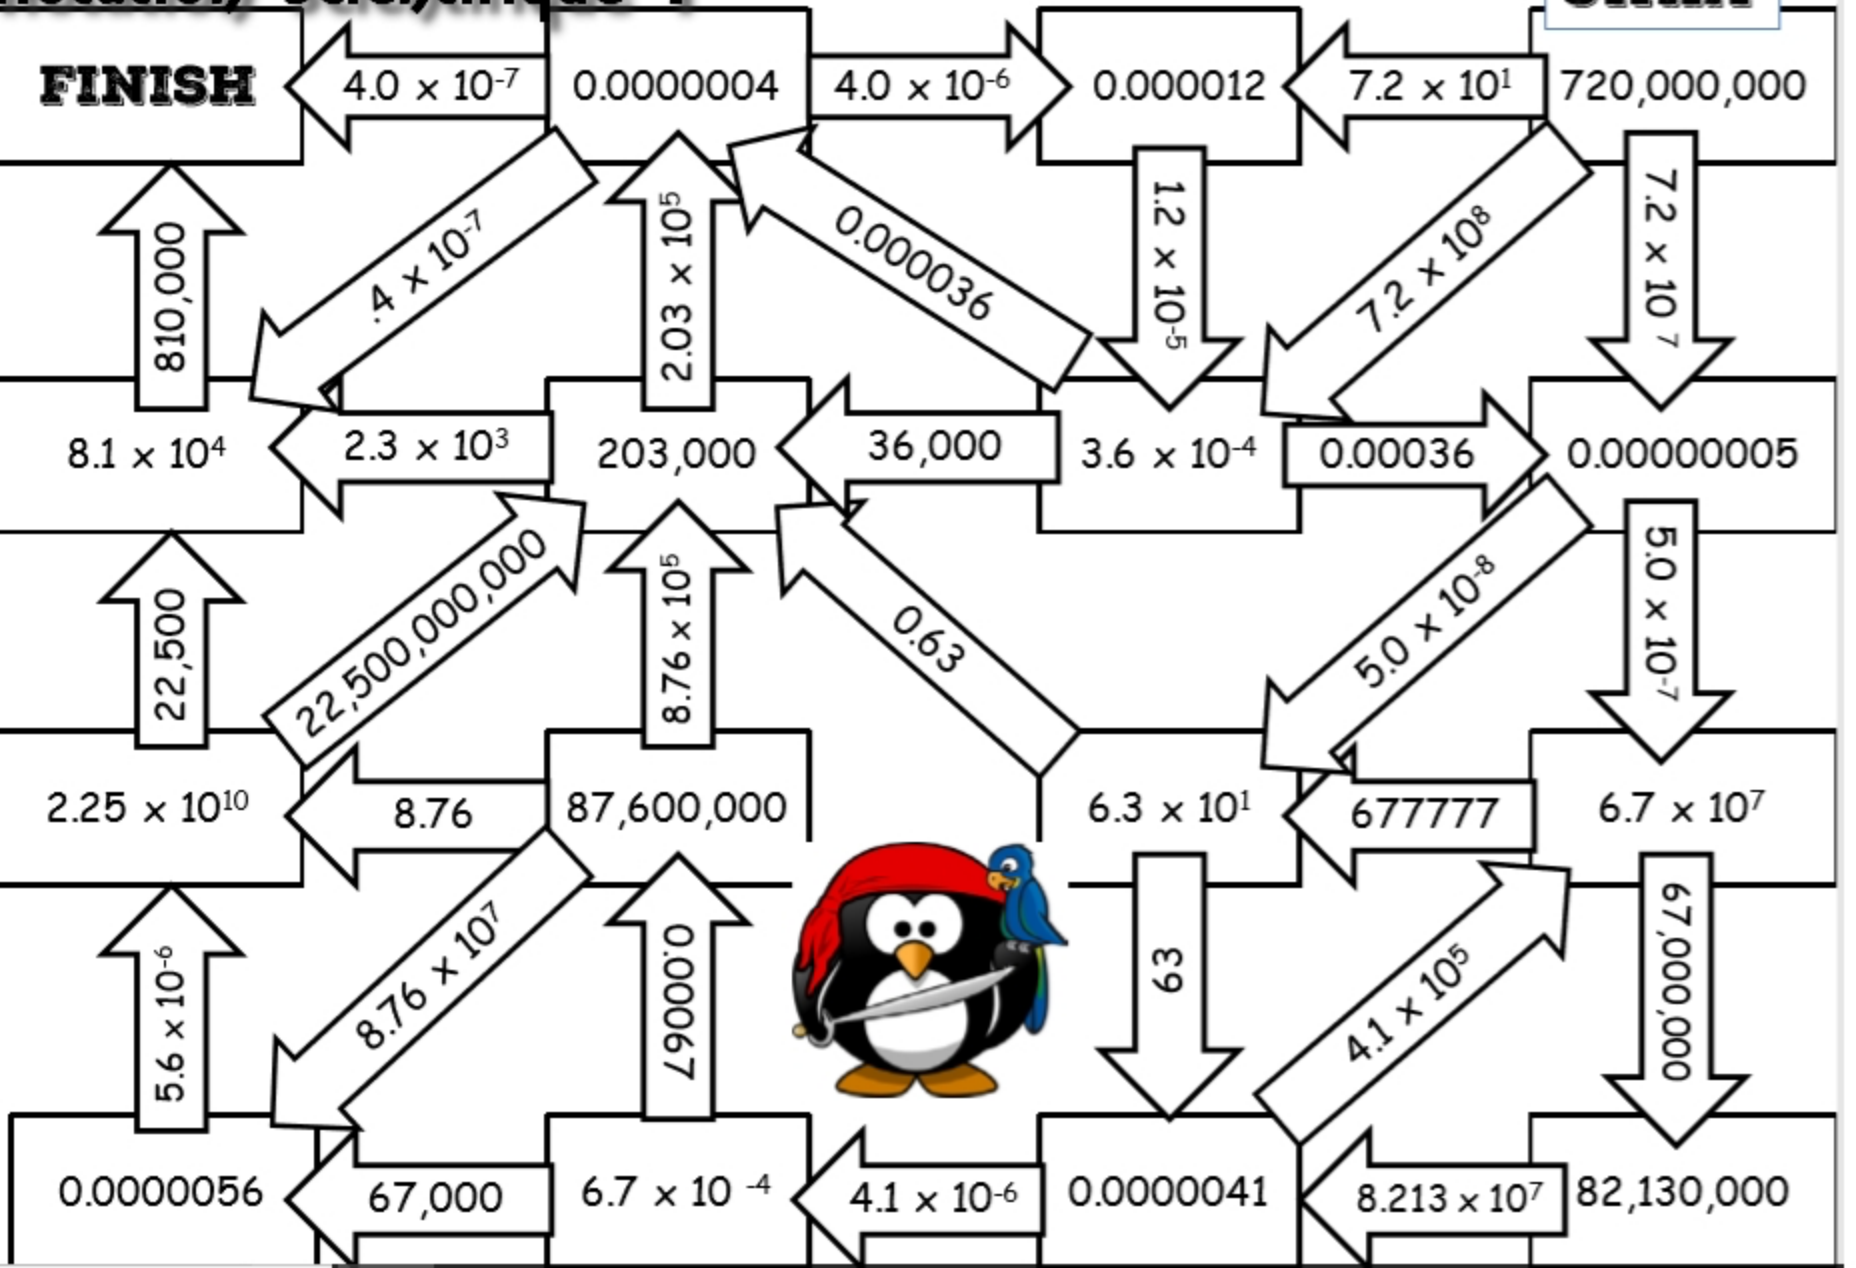 FINISH
4.0 x 10⁻⁷
0.0000004
4.0 x 10⁻⁶
0.000012
7.2 x 10¹
720,000,000
810,000
.4 x 10⁻⁷
2.03 x 10⁵
0.000036
1.2 x 10⁻⁵
7.2 x 10⁸
7.2 x 10 ⁷
8.1 x 10⁴
2.3 x 10³
203,000
36,000
3.6 x 10⁻⁴
0.00036
0.00000005
22,500
22,500,000,000
8.76 x 10⁵
0.63
5.0 x 10⁻⁸
5.0 x 10⁻⁷
2.25 x 10¹⁰
8.76
87,600,000
6.3 x 10¹
677777
6.7 x 10⁷
5.6 x 10⁻⁶
8.76 x 10⁷
0.00067
63
4.1 x 10⁵
67,000,000
0.0000056
67,000
6.7 x 10 ⁻⁴
4.1 x 10⁻⁶
0.0000041
8.213 x 10⁷
82,130,000